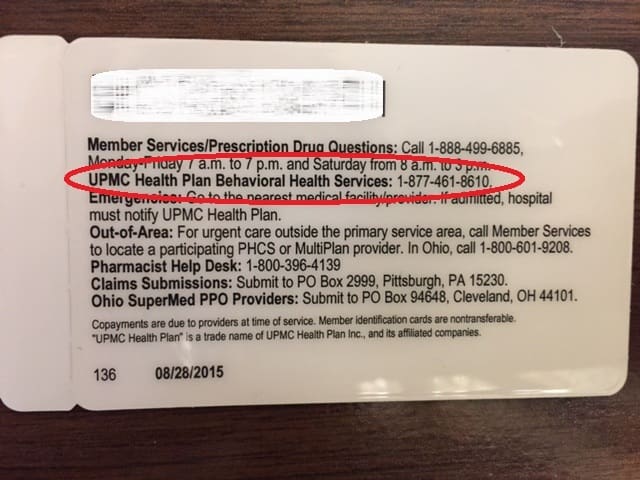 Member Services/Prescription Drug Questions: Call 1-888-499-6885,
Monday-Friday 7 a.m. to 7 p.m. and Saturday from 8 a.m. to 3 p.m.
UPMC Health Plan Behavioral Health Services: 1-877-461-8610.
Emergencies: Go to the nearest medical facility/provider. If admitted, hospital
must notify UPMC Health Plan.
Out-of-Area: For urgent care outside the primary service area, call Member Services
to locate a participating PHCS or MultiPlan provider. In Ohio, call 1-800-601-9208.
Pharmacist Help Desk: 1-800-396-4139
Claims Submissions: Submit to PO Box 2999, Pittsburgh, PA 15230.
Ohio SuperMed PPO Providers: Submit to PO Box 94648, Cleveland, OH 44101.
Copayments are due to providers at time of service. Member identification cards are nontransferable.
"UPMC Health Plan" is a trade name of UPMC Health Plan Inc., and its affiliated companies.
136 08/28/2015